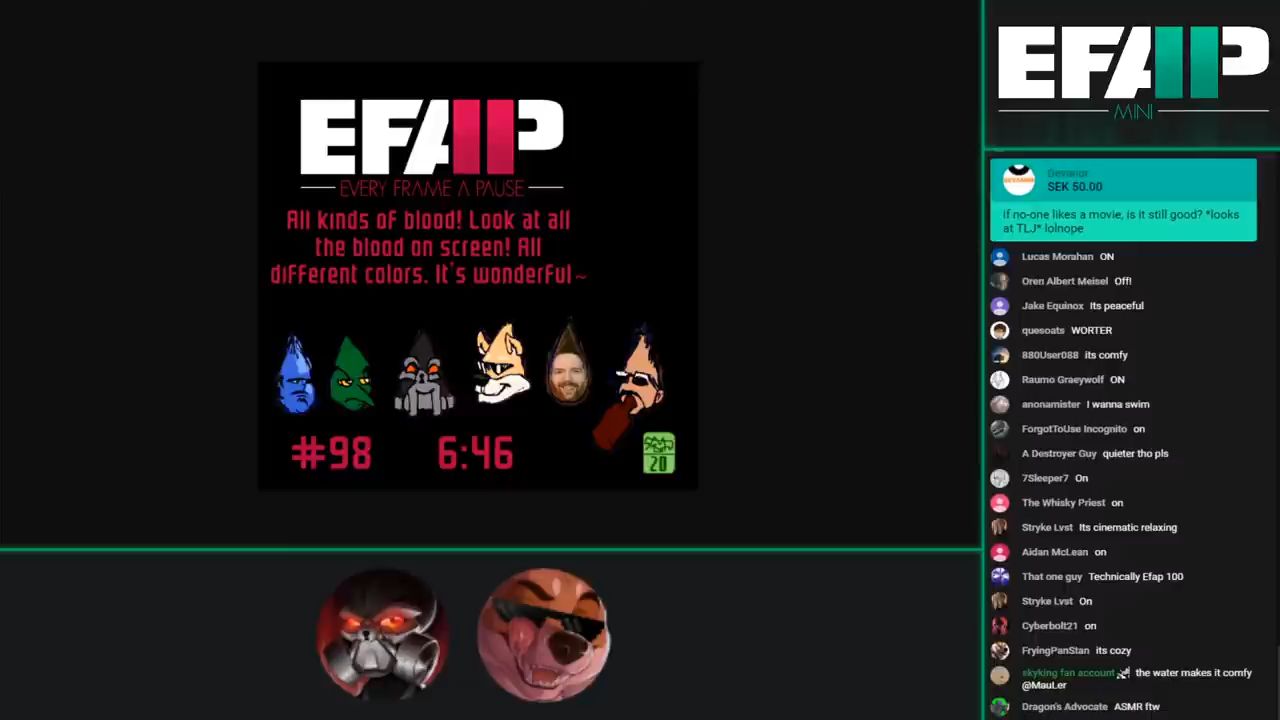 EFAP
EVERY FRAME A PAUSE
All kinds of blood! Look at all
the blood on screen! All
different colors. It's wonderful~
#98
6:46
20
EFAP
MINI
Devanor
SEK 50.00
if no-one likes a movie, is it still good? *looks
at TLJ* lolnope
Lucas Morahan ON
Oren Albert Meisel Off!
Jake Equinox Its peaceful
quesoats WORTER
880User088 its comfy
Raumo Graeywolf ON
anonamister I wanna swim
ForgotToUse Incognito on
A Destroyer Guy quieter tho pls
7Sleeper7 On
The Whisky Priest on
Stryke Lvst Its cinematic relaxing
Aidan McLean on
That one guy Technically Efap 100
Stryke Lvst On
Cyberbolt21 on
FryingPanStan its cozy
skyking fan account the water makes it comfy
@MauLer
Dragon's Advocate ASMR ftw